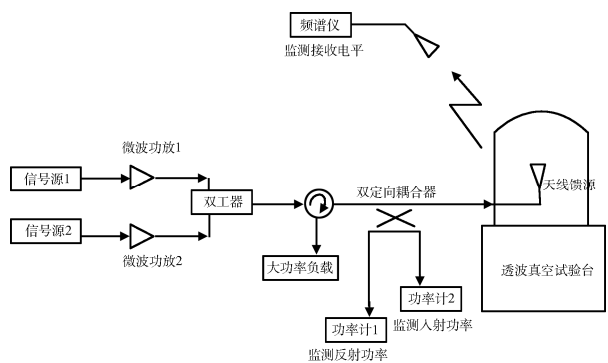 频谱仪
监测接收电平
微波功放1
信号源1
双工器
双定向耦合器
天线馈源
信号源2
微波功放2
大功率负载
透波真空试验台
功率计2
监测入射功率
功率计1
监测反射功率